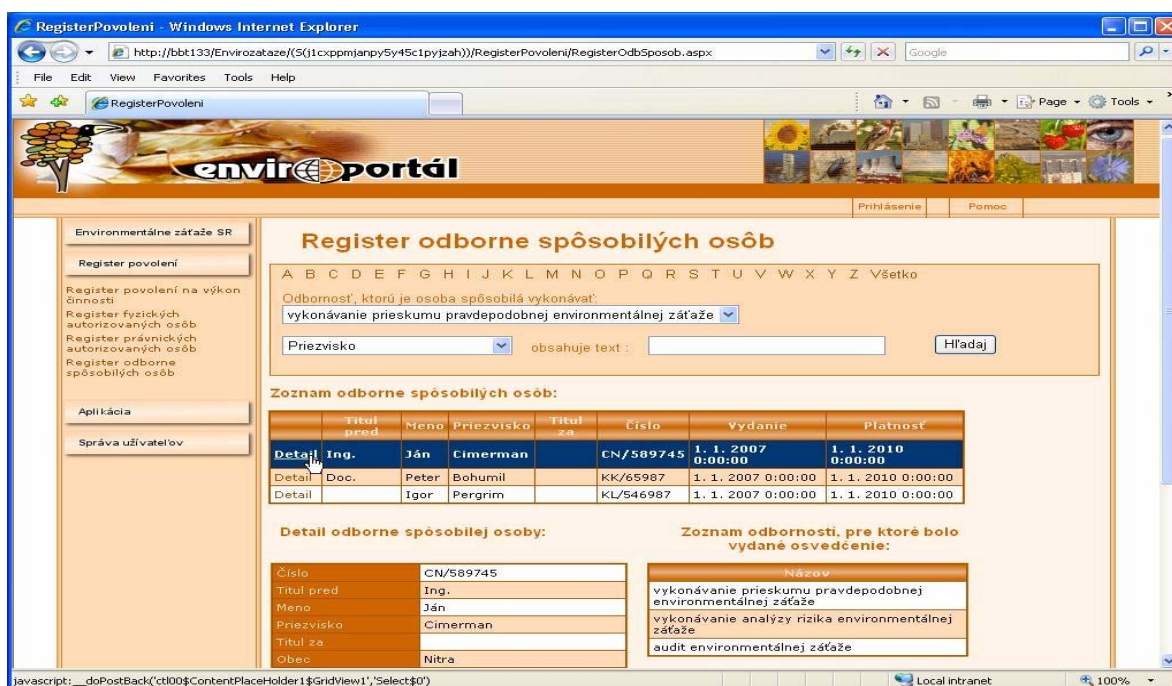 RegisterPovoleni - Windows Internet Explorer
http://bbt133/Envirozataze/(S(j1cxppmjanpy5y45c1pyjzah))/RegisterPovoleni/RegisterOdbSposob.aspx
Google
File Edit View Favorites Tools Help
RegisterPovoleni
Page Tools
enviroportál
Prihlásenie Pomoc
Environmentálne záťaže SR
Register povolení
Register povolení na výkon
činnosti
Register fyzických
autorizovaných osôb
Register právnických
autorizovaných osôb
Register odborne
spôsobilých osôb
Aplikácia
Správa užívateľov
Register odborne spôsobilých osôb
A B C D E F G H I J K L M N O P Q R S T U V W X Y Z Všetko
Odbornosť, ktorú je osoba spôsobilá vykonávať:
vykonávanie prieskumu pravdepodobnej environmentálnej záťaže
Priezvisko obsahuje text : Hľadaj
Zoznam odborne spôsobilých osôb:
Titul pred Meno Priezvisko Titul za Číslo Vydanie Platnosť
Detail Ing. Ján Cimerman CN/589745 1. 1. 2007 0:00:00 1. 1. 2010 0:00:00
Detail Doc. Peter Bohumil KK/65987 1. 1. 2007 0:00:00 1. 1. 2010 0:00:00
Detail Igor Pergrim KL/546987 1. 1. 2007 0:00:00 1. 1. 2010 0:00:00
Detail odborne spôsobilej osoby:
Číslo CN/589745
Titul pred Ing.
Meno Ján
Priezvisko Cimerman
Titul za
Obec Nitra
Zoznam odborností, pre ktoré bolo
vydané osvedčenie:
Názov
vykonávanie prieskumu pravdepodobnej
environmentálnej záťaže
vykonávanie analýzy rizika environmentálnej
záťaže
audit environmentálnej záťaže
javascript:__doPostBack('ctl00$ContentPlaceHolder1$GridView1','Select$0')
Local intranet
100%